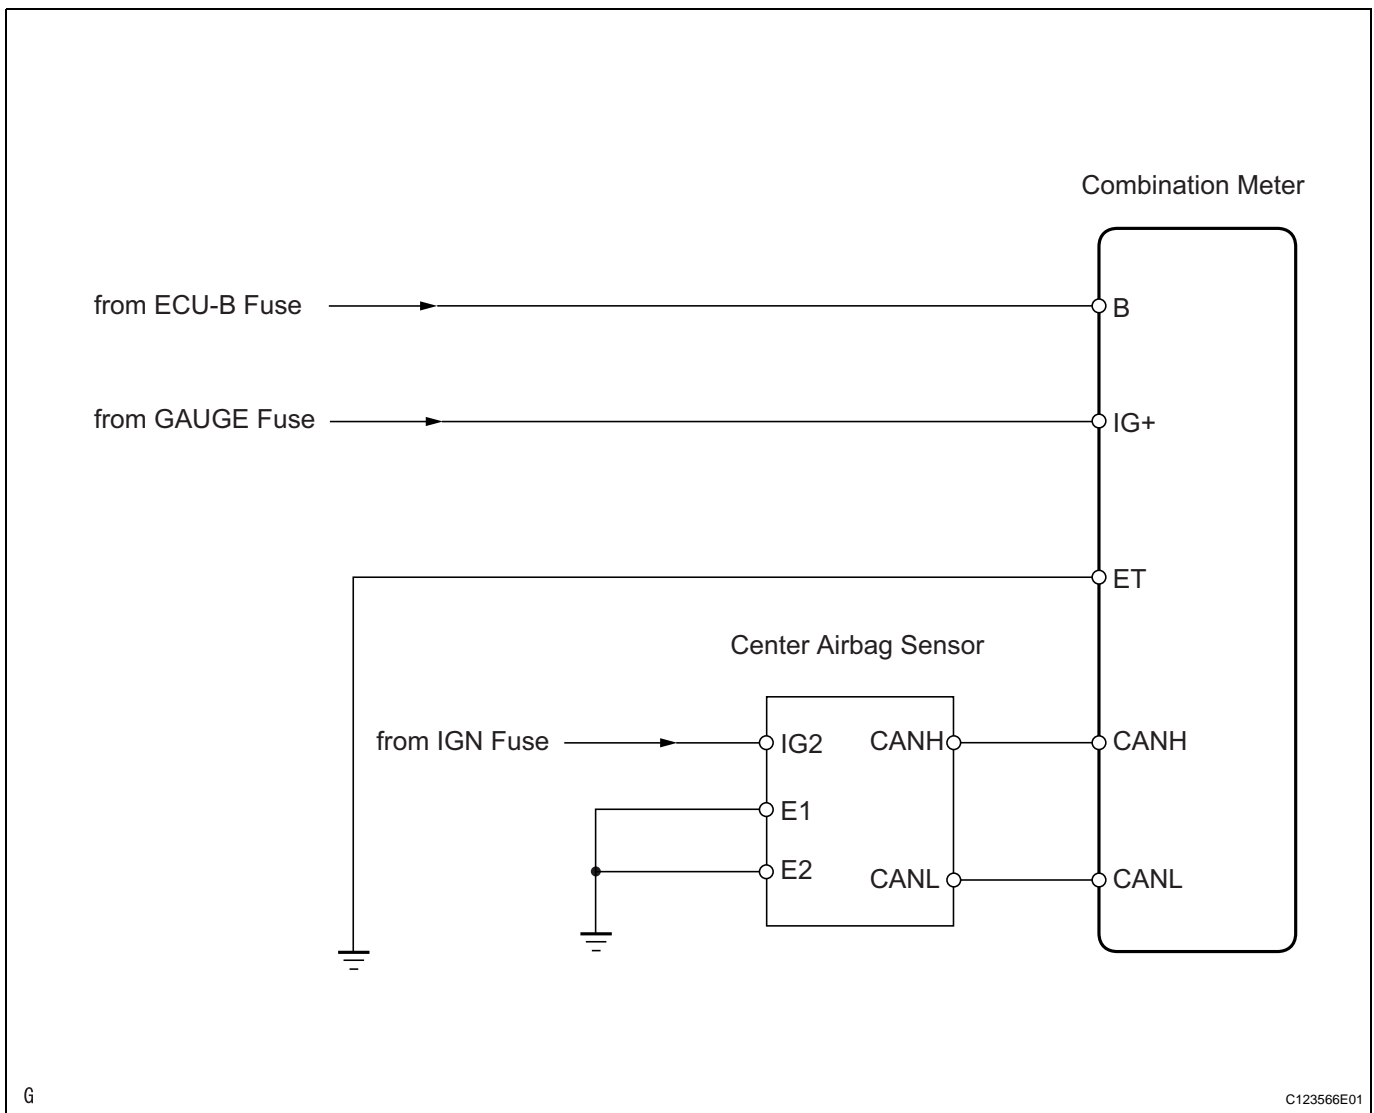 Combination Meter
from ECU-B Fuse
B
from GAUGE Fuse
IG+
ET
Center Airbag Sensor
from IGN Fuse
IG2
CANH
CANH
E1
E2
CANL
CANL
G
C123566E01